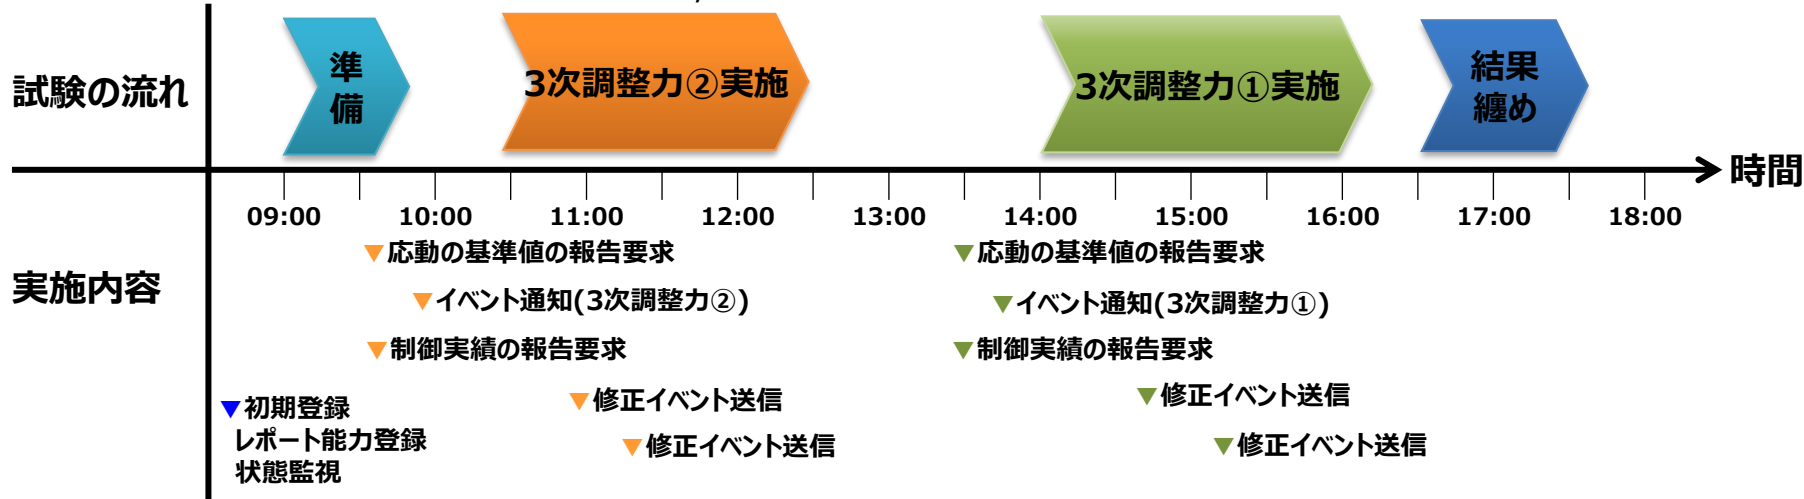 試験の流れ
準
備
3次調整力②実施
3次調整力①実施
結果
纏め
時間
09:00
10:00
11:00
12:00
13:00
14:00
15:00
16:00
17:00
18:00
実施内容
▼応動の基準値の報告要求
▼応動の基準値の報告要求
▼イベント通知(3次調整力②)
▼イベント通知(3次調整力①)
▼制御実績の報告要求
▼制御実績の報告要求
▼初期登録
レポート能力登録
状態監視
▼修正イベント送信
▼修正イベント送信
▼修正イベント送信
▼修正イベント送信